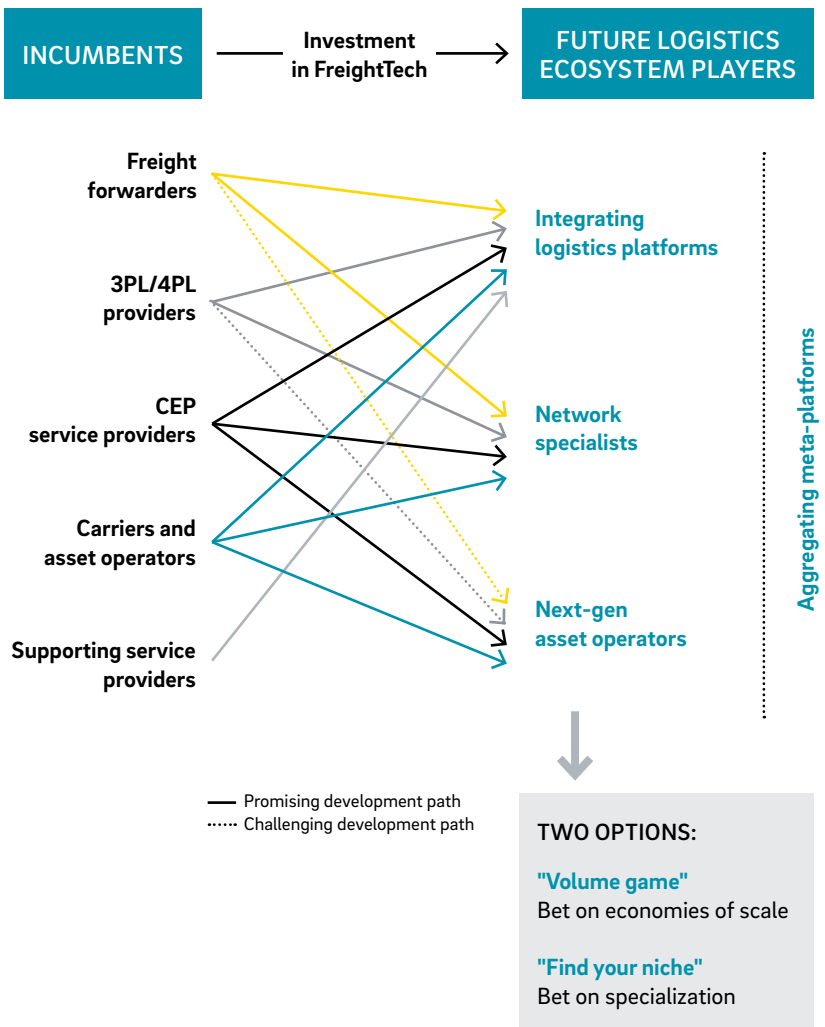 INCUMBENTS
Investment
in FreightTech
FUTURE LOGISTICS
ECOSYSTEM PLAYERS
Freight
forwarders
3PL/4PL
providers
CEP
service providers
Carriers and
asset operators
Supporting service
providers
Integrating
logistics platforms
Network
specialists
Next-gen
asset operators
Aggregating meta-platforms
Promising development path
Challenging development path
TWO OPTIONS:
"Volume game"
Bet on economies of scale
"Find your niche"
Bet on specialization